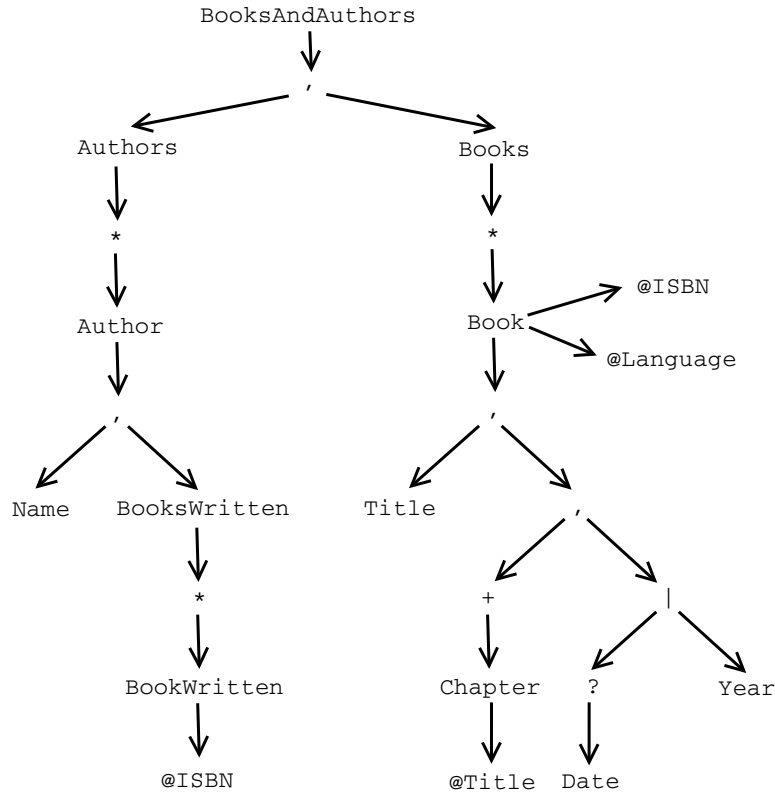 BooksAndAuthors
,
Authors Books
* *
@ISBN
Author Book
@Language
, ,
Name BooksWritten Title ,
* + |
BookWritten Chapter ? Year
@ISBN @Title Date